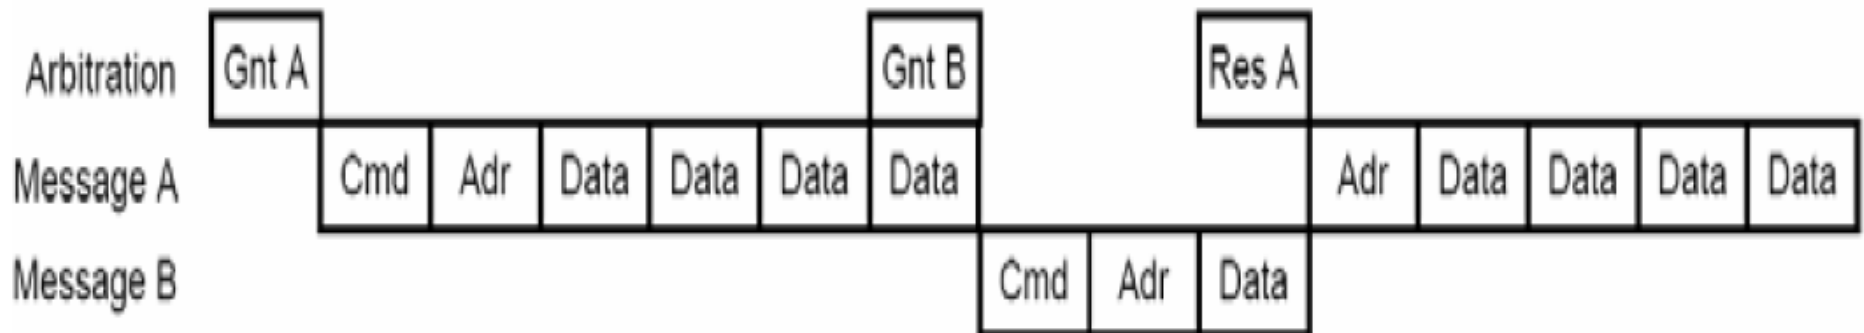 Arbitration Gnt A Gnt B Res A
Message A Cmd Adr Data Data Data Data Adr Data Data Data Data
Message B Cmd Adr Data